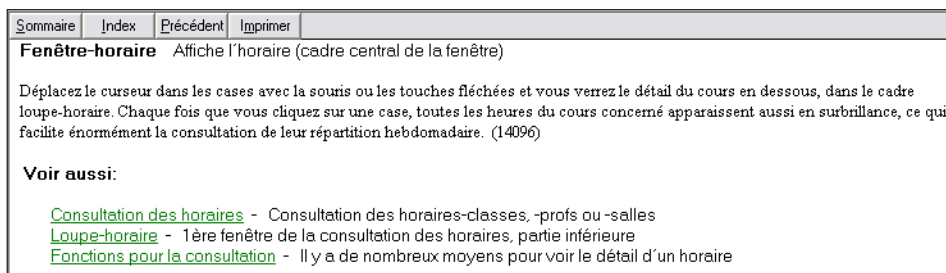 Sommaire Index Précédent Imprimer
Fenêtre-horaire Affiche l´horaire (cadre central de la fenêtre)
Déplacez le curseur dans les cases avec la souris ou les touches fléchées et vous verrez le détail du cours en dessous, dans le cadre
loupe-horaire. Chaque fois que vous cliquez sur une case, toutes les heures du cours concerné apparaissent aussi en surbrillance, ce qui
facilite énormément la consultation de leur répartition hebdomadaire. (14096)
Voir aussi:
Consultation des horaires - Consultation des horaires-classes, -profs ou -salles
Loupe-horaire - 1ère fenêtre de la consultation des horaires, partie inférieure
Fonctions pour la consultation - Il y a de nombreux moyens pour voir le détail d´un horaire